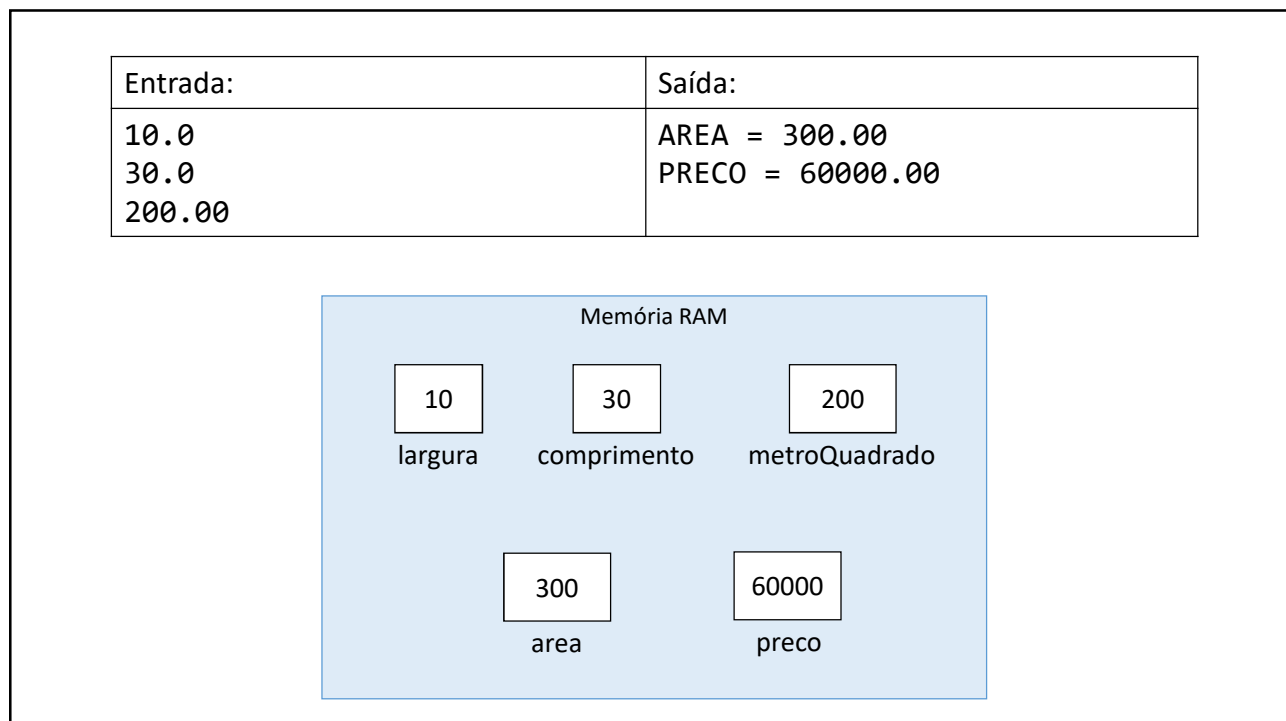 Entrada:
Saída:
10.0
30.0
200.00
AREA = 300.00
PRECO = 60000.00
Memória RAM
10
30
200
largura
comprimento
metroQuadrado
300
60000
area
preco